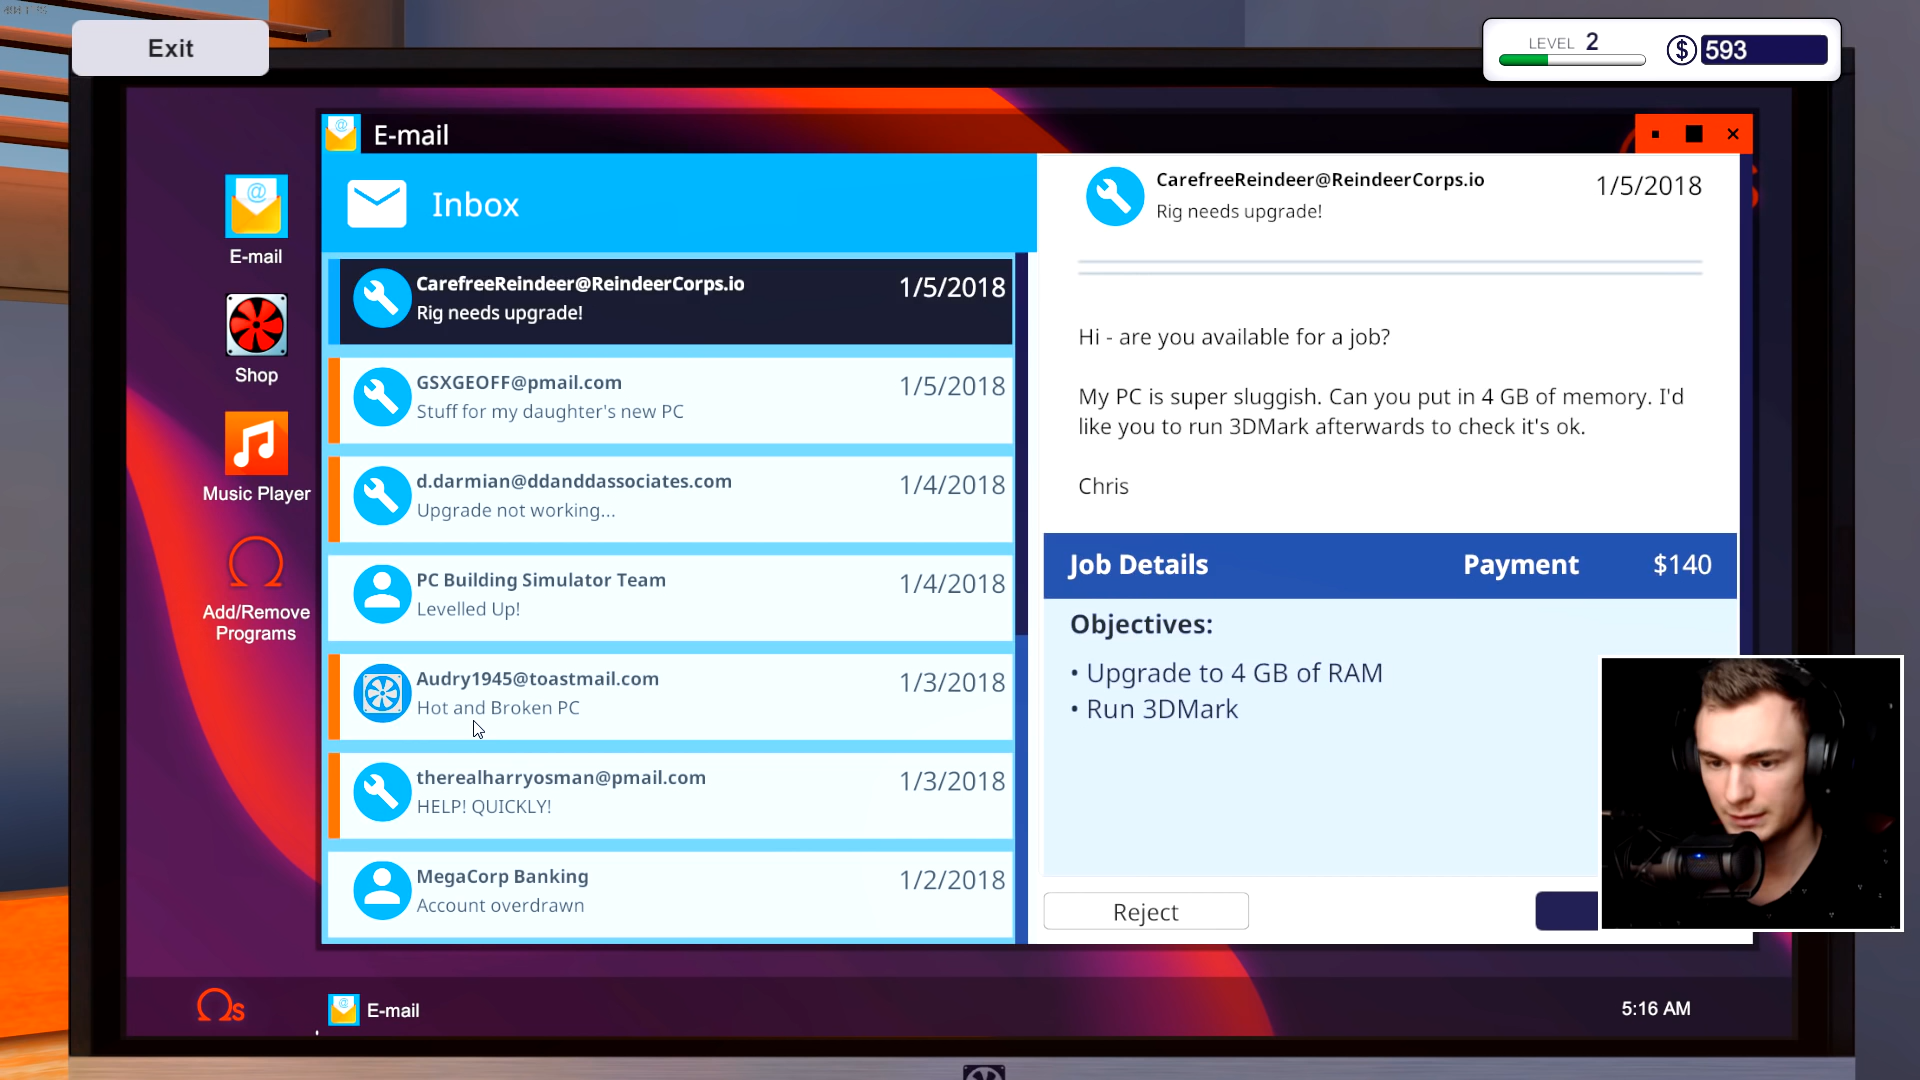 Exit
LEVEL 2
$ 593
E-mail
Inbox
E-mail
Shop
Music Player
Add/Remove
Programs
CarefreeReindeer@ReindeerCorps.io
1/5/2018
Rig needs upgrade!
GSXGEOFF@pmail.com
1/5/2018
Stuff for my daughter's new PC
d.darmian@ddanddassociates.com
1/4/2018
Upgrade not working...
PC Building Simulator Team
1/4/2018
Levelled Up!
Audry1945@toastmail.com
1/3/2018
Hot and Broken PC
therealharryosman@pmail.com
1/3/2018
HELP! QUICKLY!
MegaCorp Banking
1/2/2018
Account overdrawn
CarefreeReindeer@ReindeerCorps.io
1/5/2018
Rig needs upgrade!
Hi - are you available for a job?
My PC is super sluggish. Can you put in 4 GB of memory. I'd
like you to run 3DMark afterwards to check it's ok.
Chris
Job Details Payment $140
Objectives:
• Upgrade to 4 GB of RAM
• Run 3DMark
Reject
Ωs
E-mail
5:16 AM